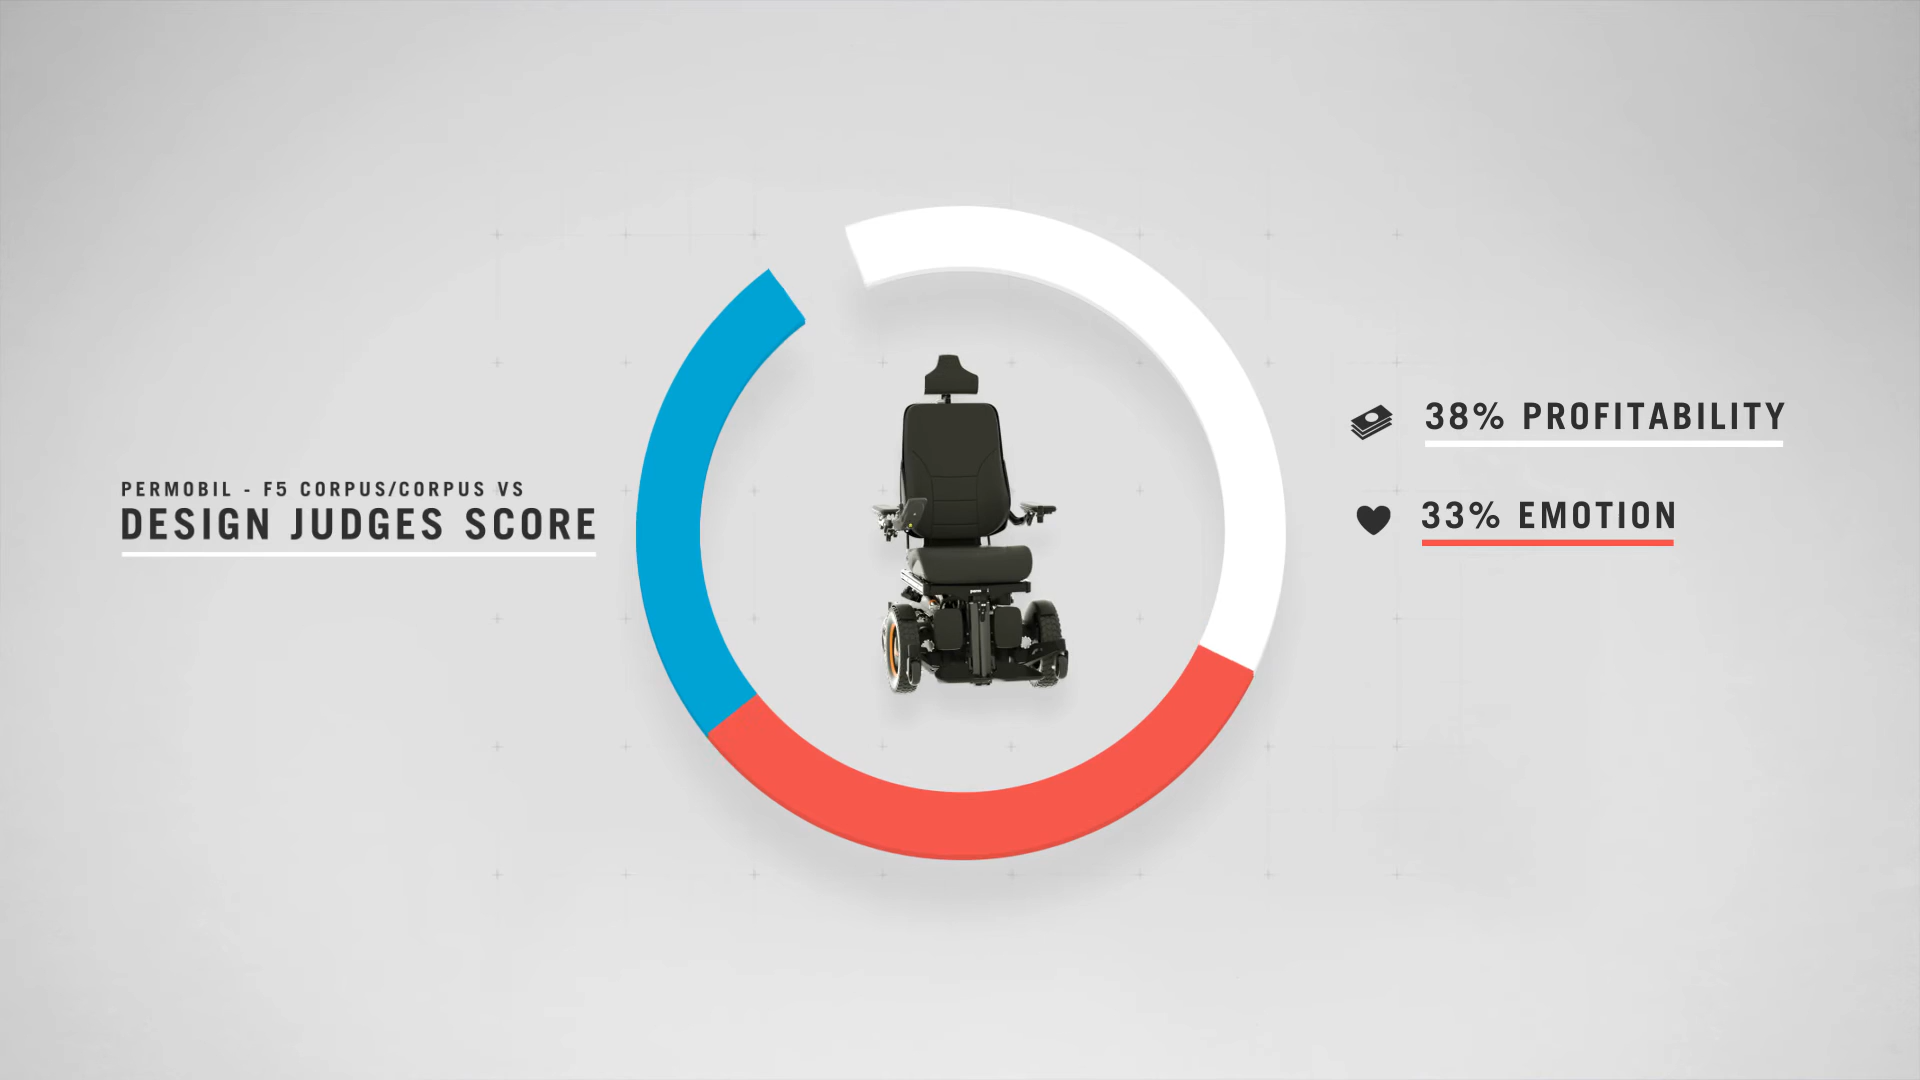 PERMOBIL - F5 CORPUS/CORPUS VS
DESIGN JUDGES SCORE
38% PROFITABILITY
33% EMOTION